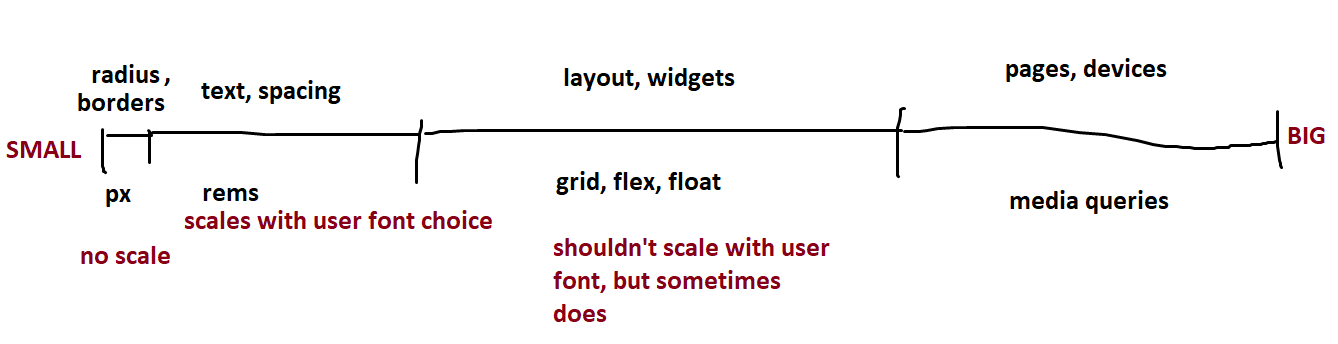 radius,
borders
text, spacing
layout, widgets
pages, devices
SMALL
BIG
px
rems
scales with user font choice
grid, flex, float
media queries
no scale
shouldn't scale with user
font, but sometimes
does